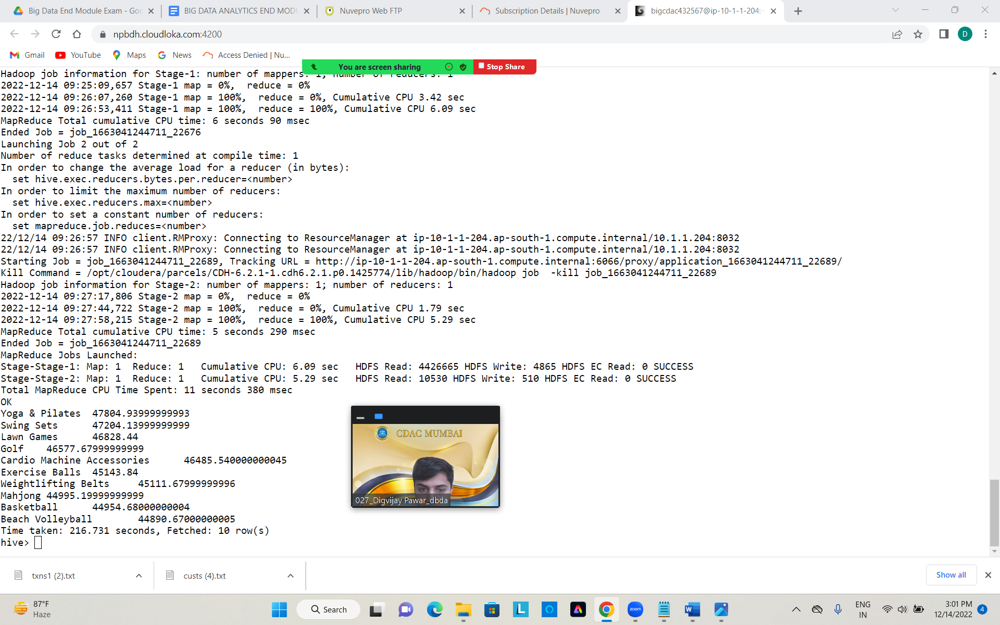 Big Data End Module Exam - Goo
BIG DATA ANALYTICS END MODU
Nuvepro Web FTP
Subscription Details | Nuvepro
bigcdac432567@ip-10-1-1-204:~
npbdh.cloudloka.com:4200
D
Gmail
YouTube
Maps
News
Access Denied | Nu...
You are screen sharing
Stop Share
Hadoop job information for Stage-1: number of mappers: 1; number of reducers: 1
2022-12-14 09:25:09,657 Stage-1 map = 0%,  reduce = 0%
2022-12-14 09:26:07,260 Stage-1 map = 100%,  reduce = 0%, Cumulative CPU 3.42 sec
2022-12-14 09:26:53,411 Stage-1 map = 100%,  reduce = 100%, Cumulative CPU 6.09 sec
MapReduce Total cumulative CPU time: 6 seconds 90 msec
Ended Job = job_1663041244711_22676
Launching Job 2 out of 2
Number of reduce tasks determined at compile time: 1
In order to change the average load for a reducer (in bytes):
  set hive.exec.reducers.bytes.per.reducer=<number>
In order to limit the maximum number of reducers:
  set hive.exec.reducers.max=<number>
In order to set a constant number of reducers:
  set mapreduce.job.reduces=<number>
22/12/14 09:26:57 INFO client.RMProxy: Connecting to ResourceManager at ip-10-1-1-204.ap-south-1.compute.internal/10.1.1.204:8032
22/12/14 09:26:57 INFO client.RMProxy: Connecting to ResourceManager at ip-10-1-1-204.ap-south-1.compute.internal/10.1.1.204:8032
Starting Job = job_1663041244711_22689, Tracking URL = http://ip-10-1-1-204.ap-south-1.compute.internal:6066/proxy/application_1663041244711_22689/
Kill Command = /opt/cloudera/parcels/CDH-6.2.1-1.cdh6.2.1.p0.1425774/lib/hadoop/bin/hadoop job  -kill job_1663041244711_22689
Hadoop job information for Stage-2: number of mappers: 1; number of reducers: 1
2022-12-14 09:27:17,806 Stage-2 map = 0%,  reduce = 0%
2022-12-14 09:27:44,722 Stage-2 map = 100%,  reduce = 0%, Cumulative CPU 1.79 sec
2022-12-14 09:27:58,215 Stage-2 map = 100%,  reduce = 100%, Cumulative CPU 5.29 sec
MapReduce Total cumulative CPU time: 5 seconds 290 msec
Ended Job = job_1663041244711_22689
MapReduce Jobs Launched:
Stage-Stage-1: Map: 1  Reduce: 1   Cumulative CPU: 6.09 sec   HDFS Read: 4426665 HDFS Write: 4865 HDFS EC Read: 0 SUCCESS
Stage-Stage-2: Map: 1  Reduce: 1   Cumulative CPU: 5.29 sec   HDFS Read: 10530 HDFS Write: 510 HDFS EC Read: 0 SUCCESS
Total MapReduce CPU Time Spent: 11 seconds 380 msec
OK
Yoga & Pilates  47804.93999999993
Swing Sets      47204.13999999999
Lawn Games      46828.44
Golf    46577.67999999999
Cardio Machine Accessories      46485.540000000045
Exercise Balls  45143.84
Weightlifting Belts     45111.67999999996
Mahjong 44995.19999999999
Basketball      44954.68000000004
Beach Volleyball        44890.67000000005
Time taken: 216.731 seconds, Fetched: 10 row(s)
hive>
CDAC MUMBAI
027_Digvijay Pawar_dbda
txns1 (2).txt
custs (4).txt
Show all
87°F
Haze
Search
L
zoom
W
ENG
IN
3:01 PM
12/14/2022
4